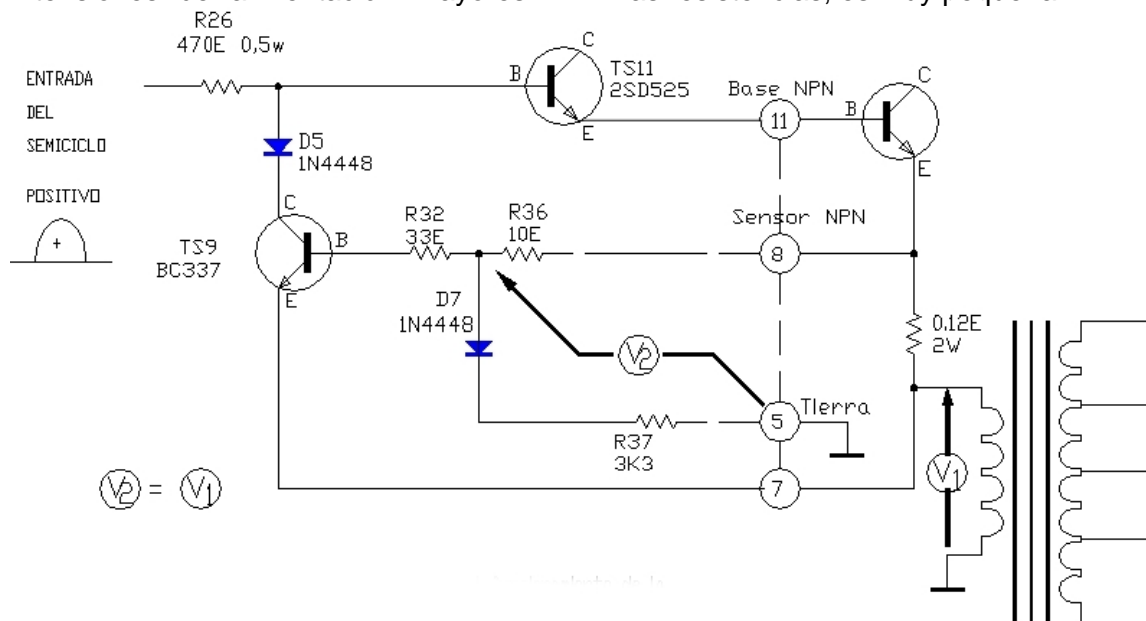 R26
470E 0,5w
ENTRADA
DEL
SEMICICLO
POSITIVO
+
D5
1N4448
C
TS9
BC337
B
E
R32
33E
R36
10E
D7
1N4448
B
C
TS11
2SD525
E
Base NPN
11
B
C
E
Sensor NPN
8
0.12E
2W
V2
5
TIerra
R37
3K3
7
V1
V2 = V1